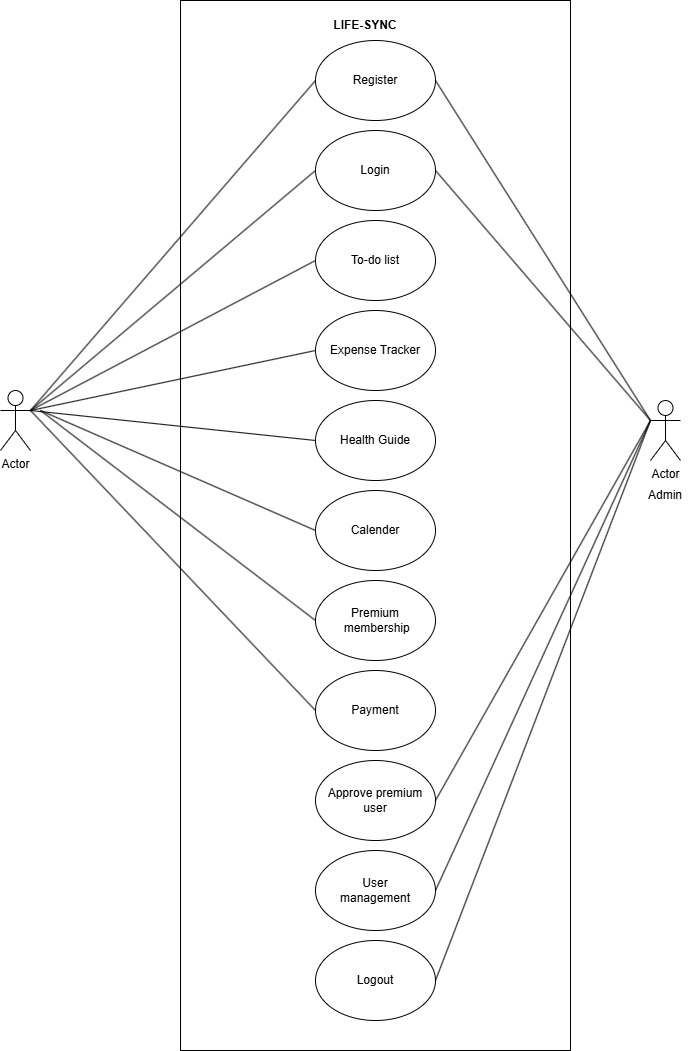 LIFE-SYNC
Register
Login
To-do list
Expense Tracker
Health Guide
Actor
Actor
Admin
Calender
Premium
membership
Payment
Approve premium
user
User
management
Logout